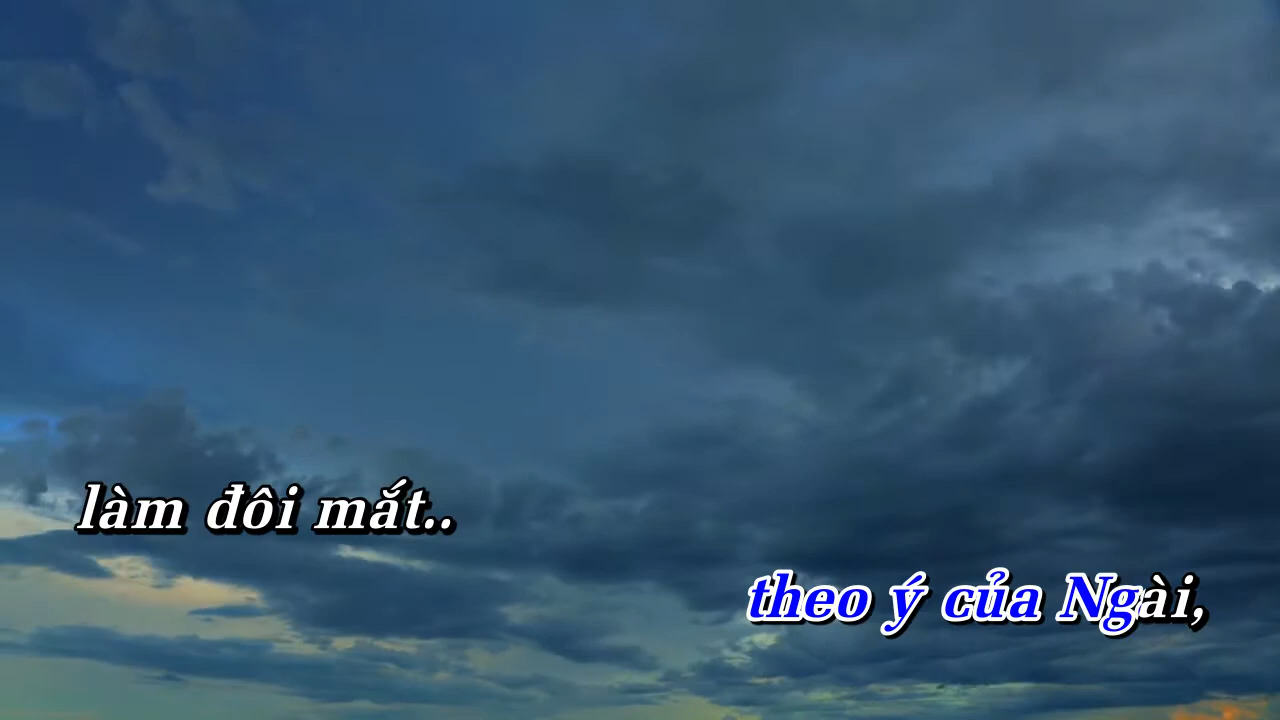 làm đôi mắt..
theo ý của Ngài,